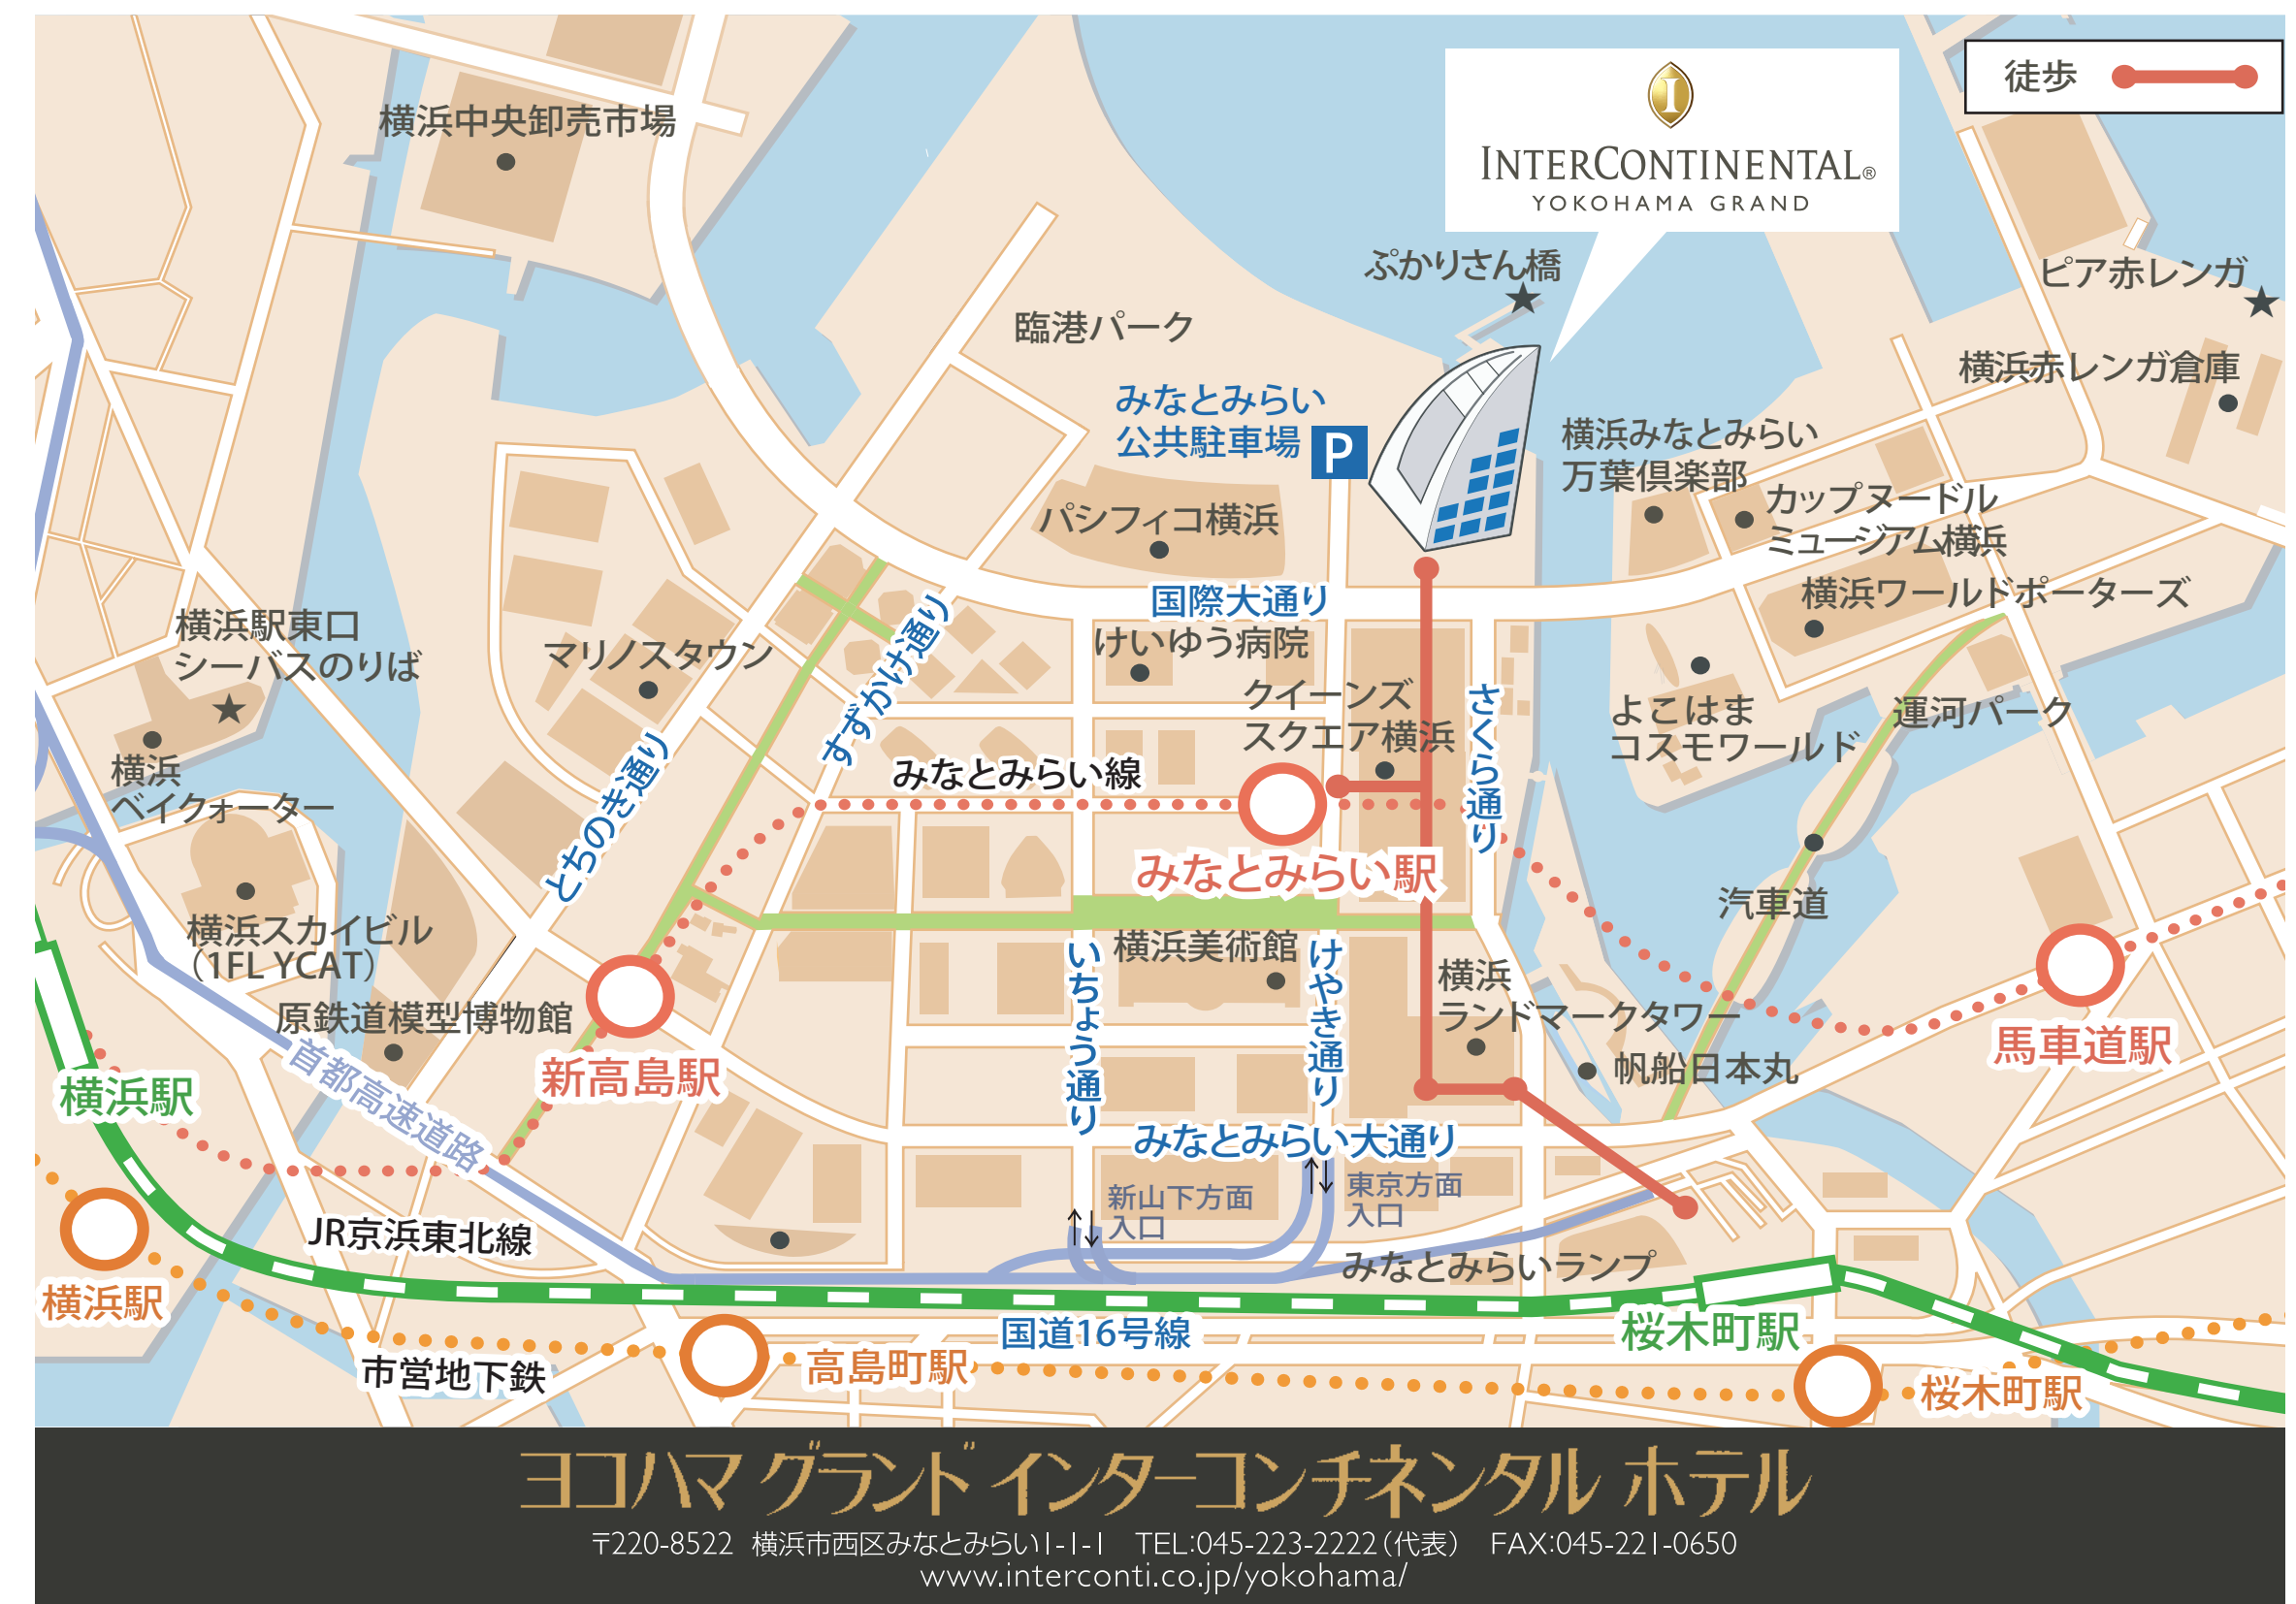 徒歩
横浜中央卸売市場
I
INTERCONTINENTAL®
YOKOHAMA GRAND
ぷかりさん橋
ピア赤レンガ
臨港パーク
横浜赤レンガ倉庫
みなとみらい
公共駐車場
P
横浜みなとみらい
万葉倶楽部
カップヌードル
ミュージアム横浜
パシフィコ横浜
国際大通り
けいゆう病院
横浜ワールドポーターズ
横浜駅東口
シーバスのりば
マリノスタウン
すずかけ通り
クイーンズ
スクエア横浜
さくら通り
よこはま
コスモワールド
運河パーク
横浜
ベイクォーター
とちのき通り
みなとみらい線
みなとみらい駅
汽車道
横浜スカイビル
（1FL YCAT）
原鉄道模型博物館
横浜美術館
いちょう通り
けやき通り
横浜
ランドマークタワー
帆船日本丸
馬車道駅
新高島駅
首都高速道路
横浜駅
みなとみらい大通り
新山下方面
入口
東京方面
入口
JR京浜東北線
みなとみらいランプ
横浜駅
国道16号線
桜木町駅
市営地下鉄
高島町駅
桜木町駅
ヨコハマ グランド インターコンチネンタル ホテル
〒220-8522 横浜市西区みなとみらい1-1-1 TEL:045-223-2222（代表） FAX:045-221-0650
www.interconti.co.jp/yokohama/